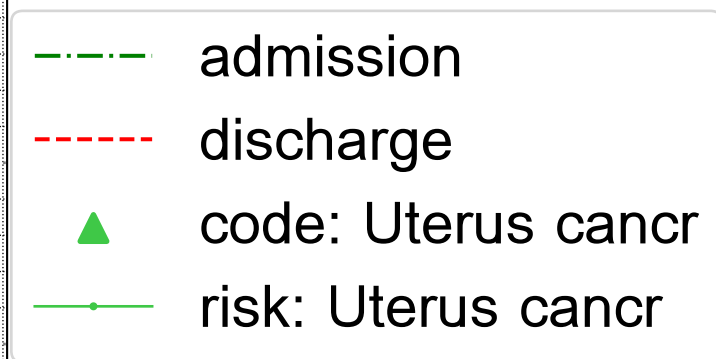 admission
discharge
code: Uterus cancr
risk: Uterus cancr